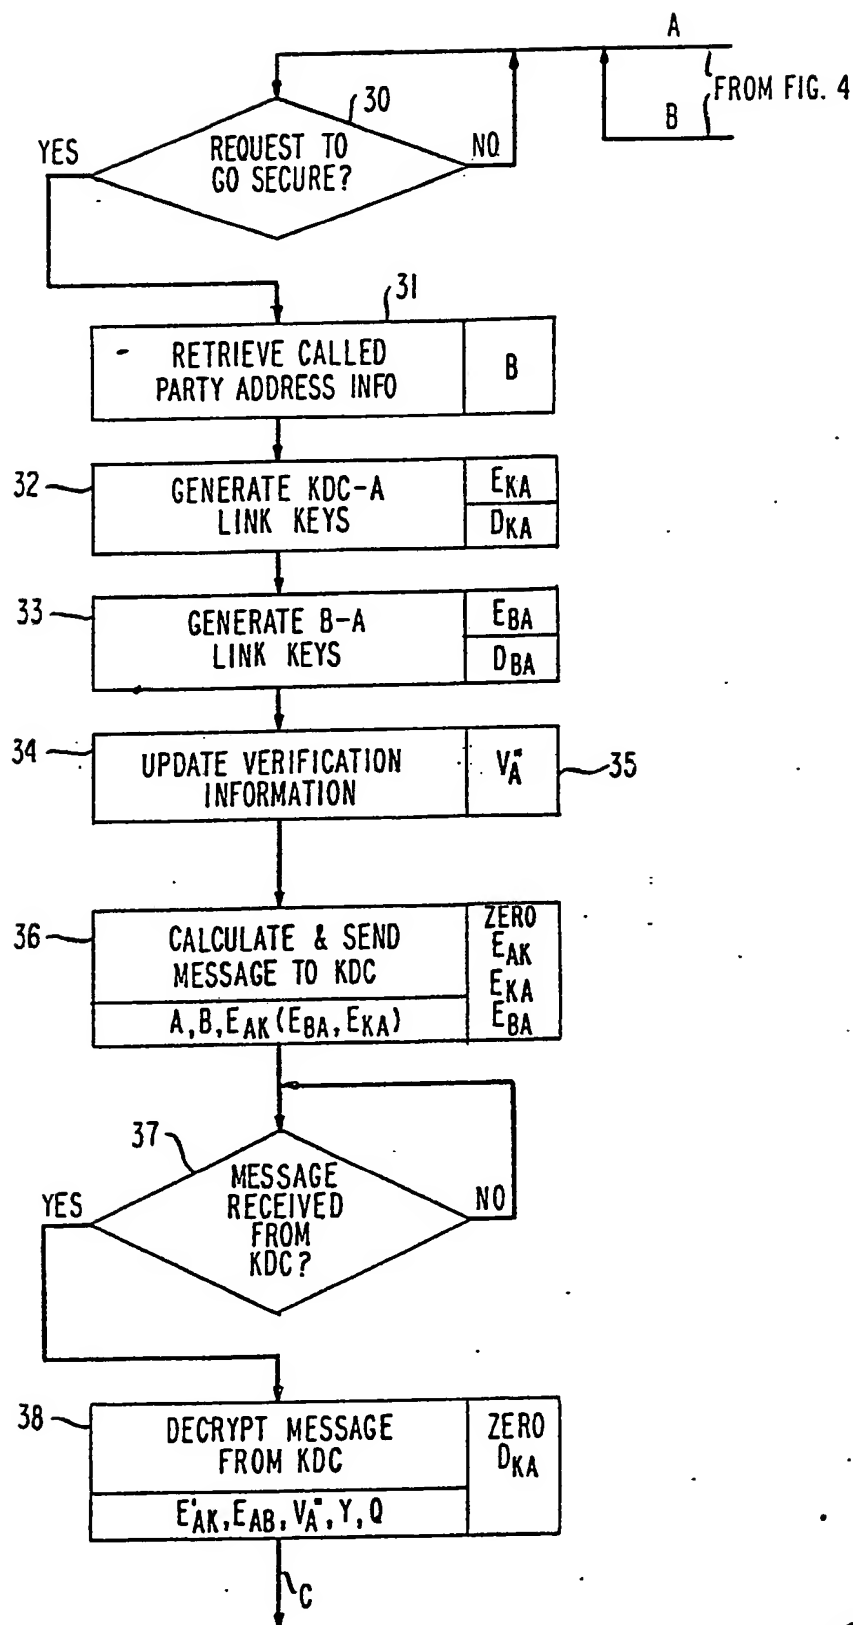 A
FROM FIG. 4
B
30
YES
REQUEST TO
GO SECURE?
NO
31
RETRIEVE CALLED
PARTY ADDRESS INFO
B
32
GENERATE KDC-A
LINK KEYS
EKA
DKA
33
GENERATE B-A
LINK KEYS
EBA
DBA
34
UPDATE VERIFICATION
INFORMATION
VA"
35
36
CALCULATE & SEND
MESSAGE TO KDC
A, B, EAK (EBA, EKA)
ZERO
EAK
EKA
EBA
37
YES
MESSAGE
RECEIVED
FROM
KDC?
NO
38
DECRYPT MESSAGE
FROM KDC
E'AK, EAB, VA", Y, Q
ZERO
DKA
C